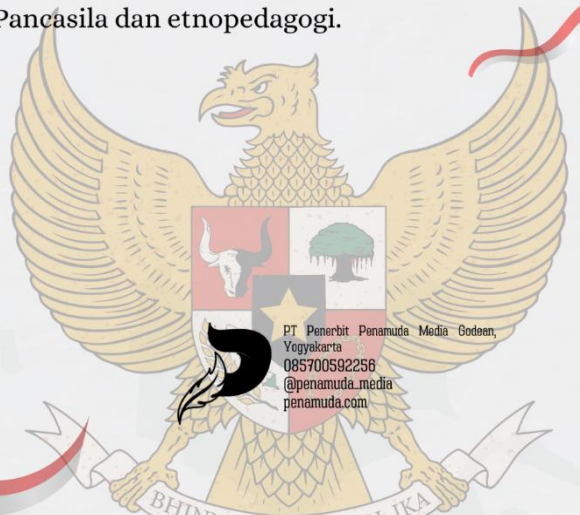 Pancasila dan etnopedagogi.
PT Penerbit Penamuda Media Godean,
Yogyakarta
085700592256
@penamuda_media
penamuda.com